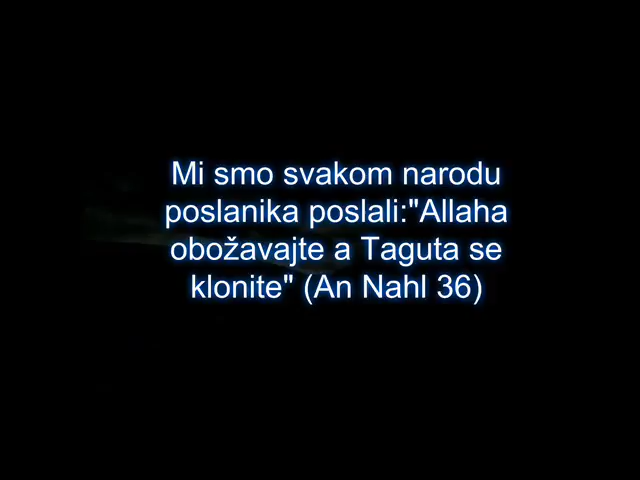 Mi smo svakom narodu
poslanika poslali:"Allaha
obožavajte a Taguta se
klonite" (An Nahl 36)